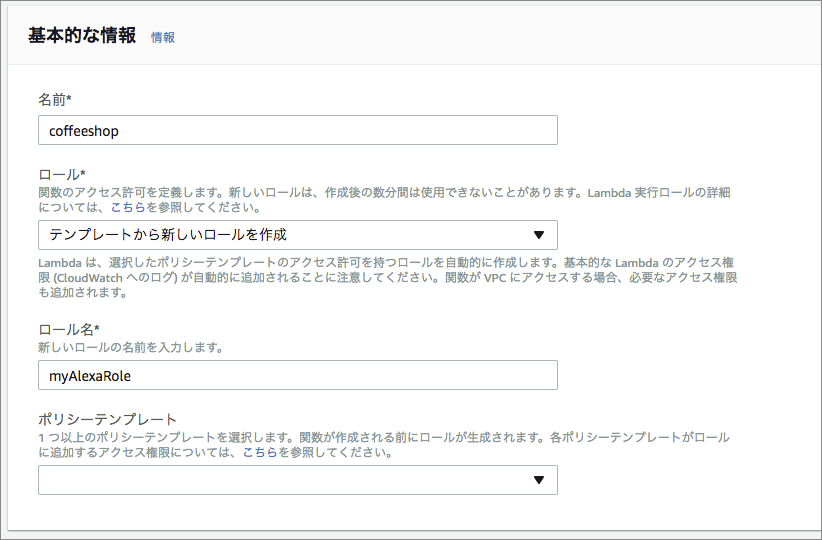 基本的な情報 情報
名前*
coffeeshop
ロール*
関数のアクセス許可を定義します。新しいロールは、作成後の数分間は使用できないことがあります。Lambda 実行ロールの詳細
については、こちらを参照してください。
テンプレートから新しいロールを作成
Lambda は、選択したポリシーテンプレートのアクセス許可を持つロールを自動的に作成します。基本的な Lambda のアクセス権
限 (CloudWatch へのログ) が自動的に追加されることに注意してください。関数が VPC にアクセスする場合、必要なアクセス権限
も追加されます。
ロール名*
新しいロールの名前を入力します。
myAlexaRole
ポリシーテンプレート
1 つ以上のポリシーテンプレートを選択します。関数が作成される前にロールが生成されます。各ポリシーテンプレートがロール
に追加するアクセス権限については、こちらを参照してください。